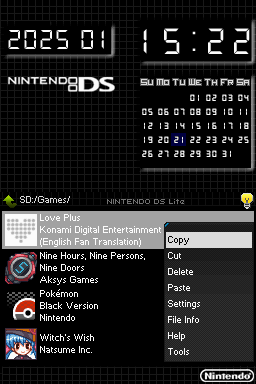 2025 01
15:22
NINTENDO DS
Su Mo Tu We Th Fr Sa
01 02 03 04
05 06 07 08 09 10 11
12 13 14 15 16 17 18
19 20 21 22 23 24 25
26 27 28 29 30 31
SD:/Games/
NINTENDO DS Lite
Love Plus
Konami Digital Entertainment
(English Fan Translation)
Nine Hours, Nine Persons,
Nine Doors
Aksys Games
Pokémon
Black Version
Nintendo
Witch's Wish
Natsume Inc.
Copy
Cut
Delete
Paste
Settings
File Info
Help
Tools
Nintendo